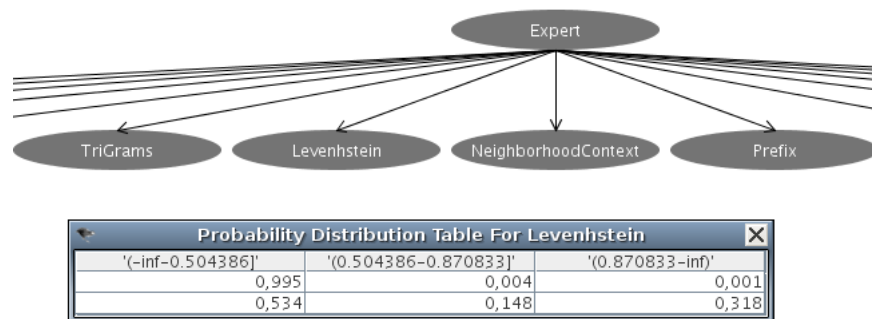 Expert
TriGrams Levenhstein NeighborhoodContext Prefix
Probability Distribution Table For Levenhstein
'(-inf-0.504386]' '(0.504386-0.870833]' '(0.870833-inf)'
0,995 0,004 0,001
0,534 0,148 0,318